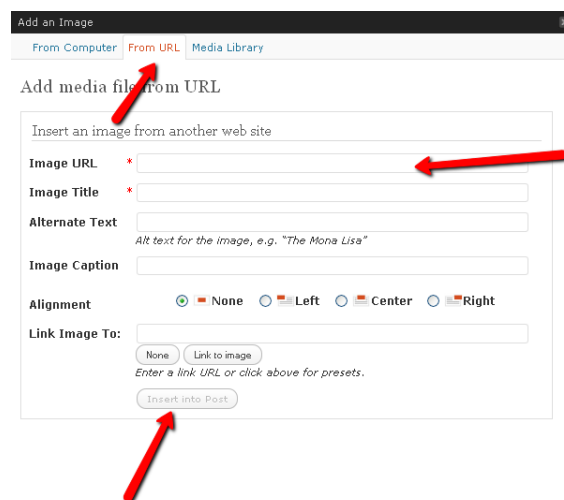 Add an Image
From Computer From URL Media Library
Add media file from URL
Insert an image from another web site
Image URL *
Image Title *
Alternate Text
Alt text for the image, e.g. “The Mona Lisa”
Image Caption
Alignment None Left Center Right
Link Image To:
None Link to image
Enter a link URL or click above for presets.
Insert into Post